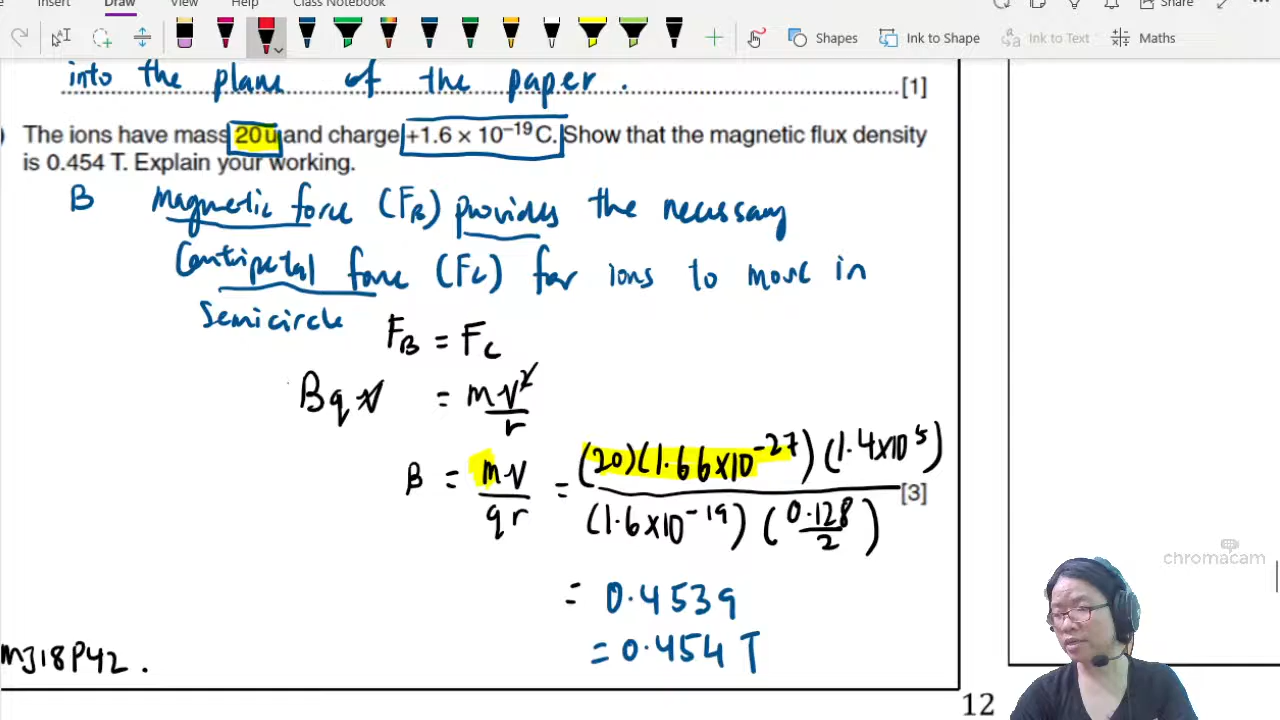 Insert Draw View Class Notebook Share
Shapes Ink to Shape Ink to Text Maths
into the plane of the paper. [1]
The ions have mass 20 u and charge +1.6 × 10⁻¹⁹ C. Show that the magnetic flux density
is 0.454 T. Explain your working.
B Magnetic force (F_B) provides the necessary
Centripetal force (F_C) for ions to move in
Semicircle
F_B = F_C
Bqv = mv²/r
B = mv/qr = (20)(1.66×10⁻²⁷)(1.4×10⁵)/(1.6×10⁻¹⁹)(0.128/2)
[3]
= 0.4539
= 0.454 T
MJ18P42.
12
chromacam